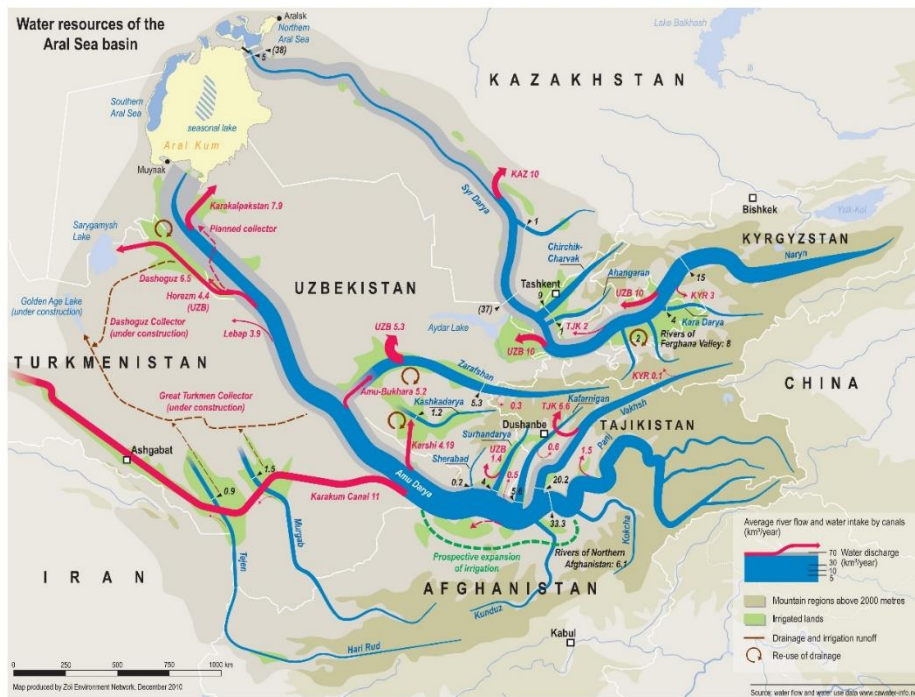 Water resources of the
Aral Sea basin
Aralsk
Northern
Aral Sea
(38)
5
Lake Balkhash
KAZAKHSTAN
Southern
Aral Sea
seasonal lake
Aral Kum
Muynak
KAZ 10
Syr Darya
1
Bishkek
Karakalpakstan 7.9
Planned collector
Sarygamysh
Lake
Chirchik-
Charvak
KYRGYZSTAN
Naryn
Ahangaran
Tashkent
UZBEKISTAN
15
UZB 10
KYR 3
Dashoguz 6.5
Horezm 4.4
(UZB)
Golden Age Lake
(under construction)
9
(37)
TJK 2
1
4
Kara Darya
Dashoguz Collector
(under construction)
Lebap 3.9
UZB 5.3
Aydar Lake
UZB 10
2
Rivers of
Ferghana Valley: 8
TURKMENISTAN
Zarafshan
KYR 0.1
CHINA
Amu-Bukhara 5.2
Great Turkmen Collector
(under construction)
Kashkadarya
1.2
5.3
0.3
Kafirnigan
TJK 6.6
Vakhsh
Surhandarya
Dushanbe
TAJIKISTAN
Ashgabat
Karshi 4.19
Sherabad
UZB
1.4
0.6
Panj
1.5
0.5
0.2
4
20.2
1.5
0.9
Karakum Canal 11
Amu Darya
33.3
Murgab
Tejen
Kokcha
Prospective expansion
of irrigation
Rivers of Northern
Afghanistan: 6.1
IRAN
AFGHANISTAN
Kunduz
Hari Rud
Kabul
Average river flow and water intake by canals
(km³/year)
70
30
10
5
Water discharge
(km³/year)
Mountain regions above 2000 metres
Irrigated lands
Drainage and irrigation runoff
Re-use of drainage
0 250 500 750 1000 km
Map produced by Zoï Environment Network, December 2010
Source: water flow and water use data www.cawater-info.net